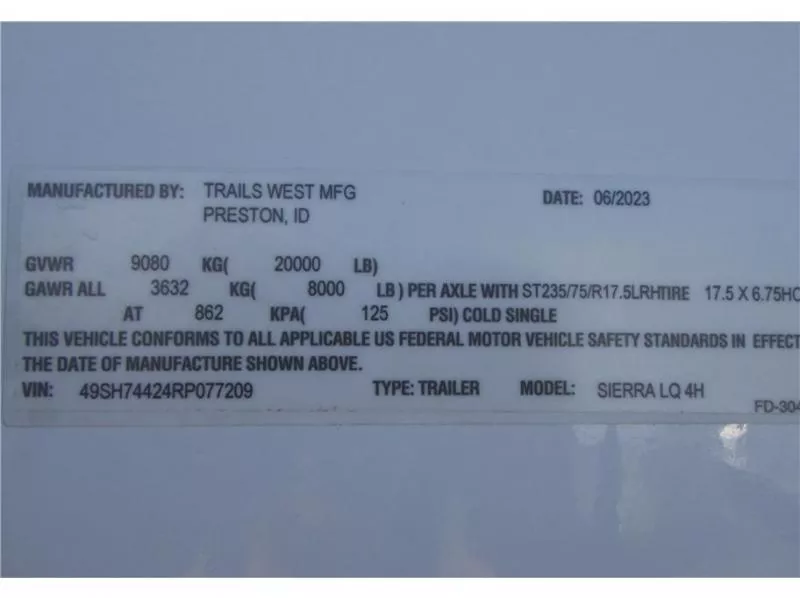 MANUFACTURED BY: TRAILS WEST MFG DATE: 06/2023
PRESTON, ID
GVWR 9080 KG( 20000 LB)
GAWR ALL 3632 KG( 8000 LB) PER AXLE WITH ST235/75/R17.5LRHTIRE 17.5 X 6.75HC
AT 862 KPA( 125 PSI) COLD SINGLE
THIS VEHICLE CONFORMS TO ALL APPLICABLE US FEDERAL MOTOR VEHICLE SAFETY STANDARDS IN EFFECT
THE DATE OF MANUFACTURE SHOWN ABOVE.
VIN: 49SH74424RP077209 TYPE: TRAILER MODEL: SIERRA LQ 4H
FD-304